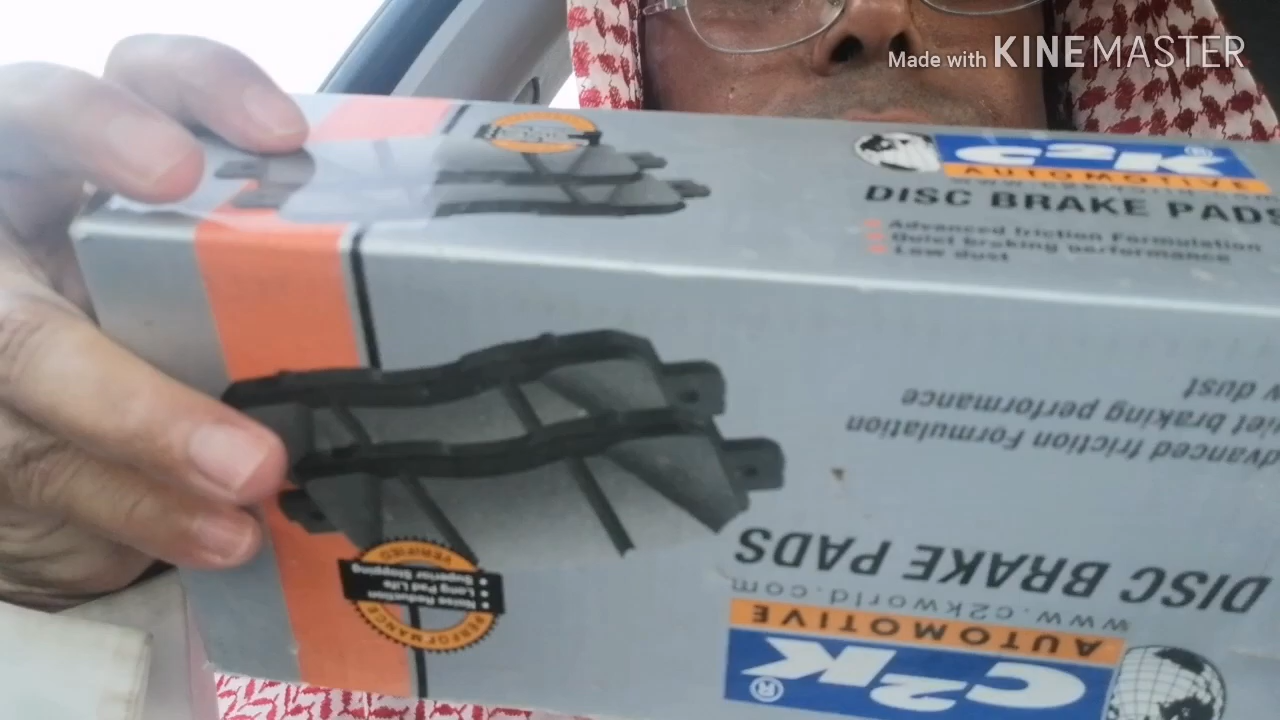 Made with KINEMASTER
C2K®
AUTOMOTIVE
DISC BRAKE PADS
Advanced friction Formulation
Quiet braking performance
Low dust
C2K®
AUTOMOTIVE
www.c2kworld.com
DISC BRAKE PADS
dvanced friction Formulation
iet braking performance
w dust
PERFORMANCE
Noise Reduction
Long Pad Life
Superior Stopping
VERIFIED